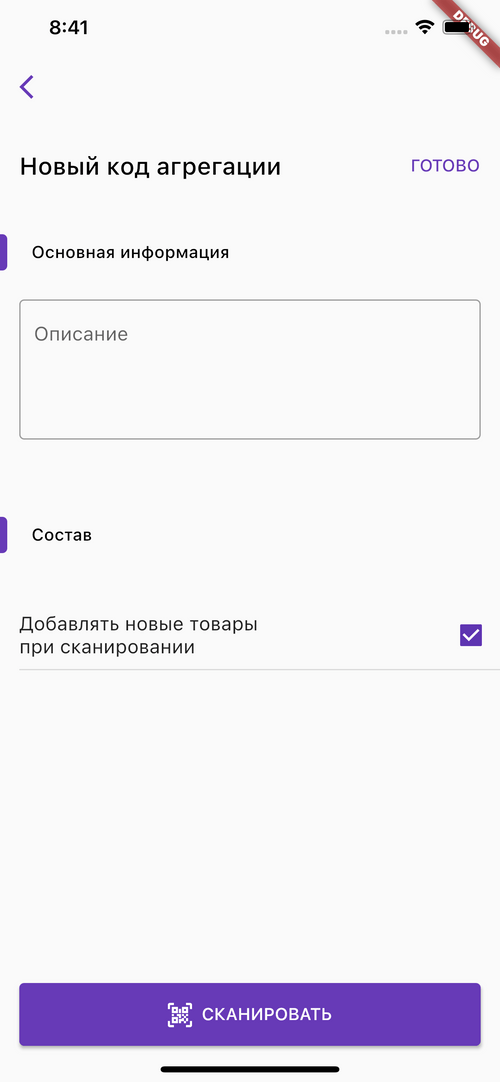 8:41
DEBUG
Новый код агрегации
ГОТОВО
Основная информация
Описание
Состав
Добавлять новые товары
при сканировании
СКАНИРОВАТЬ